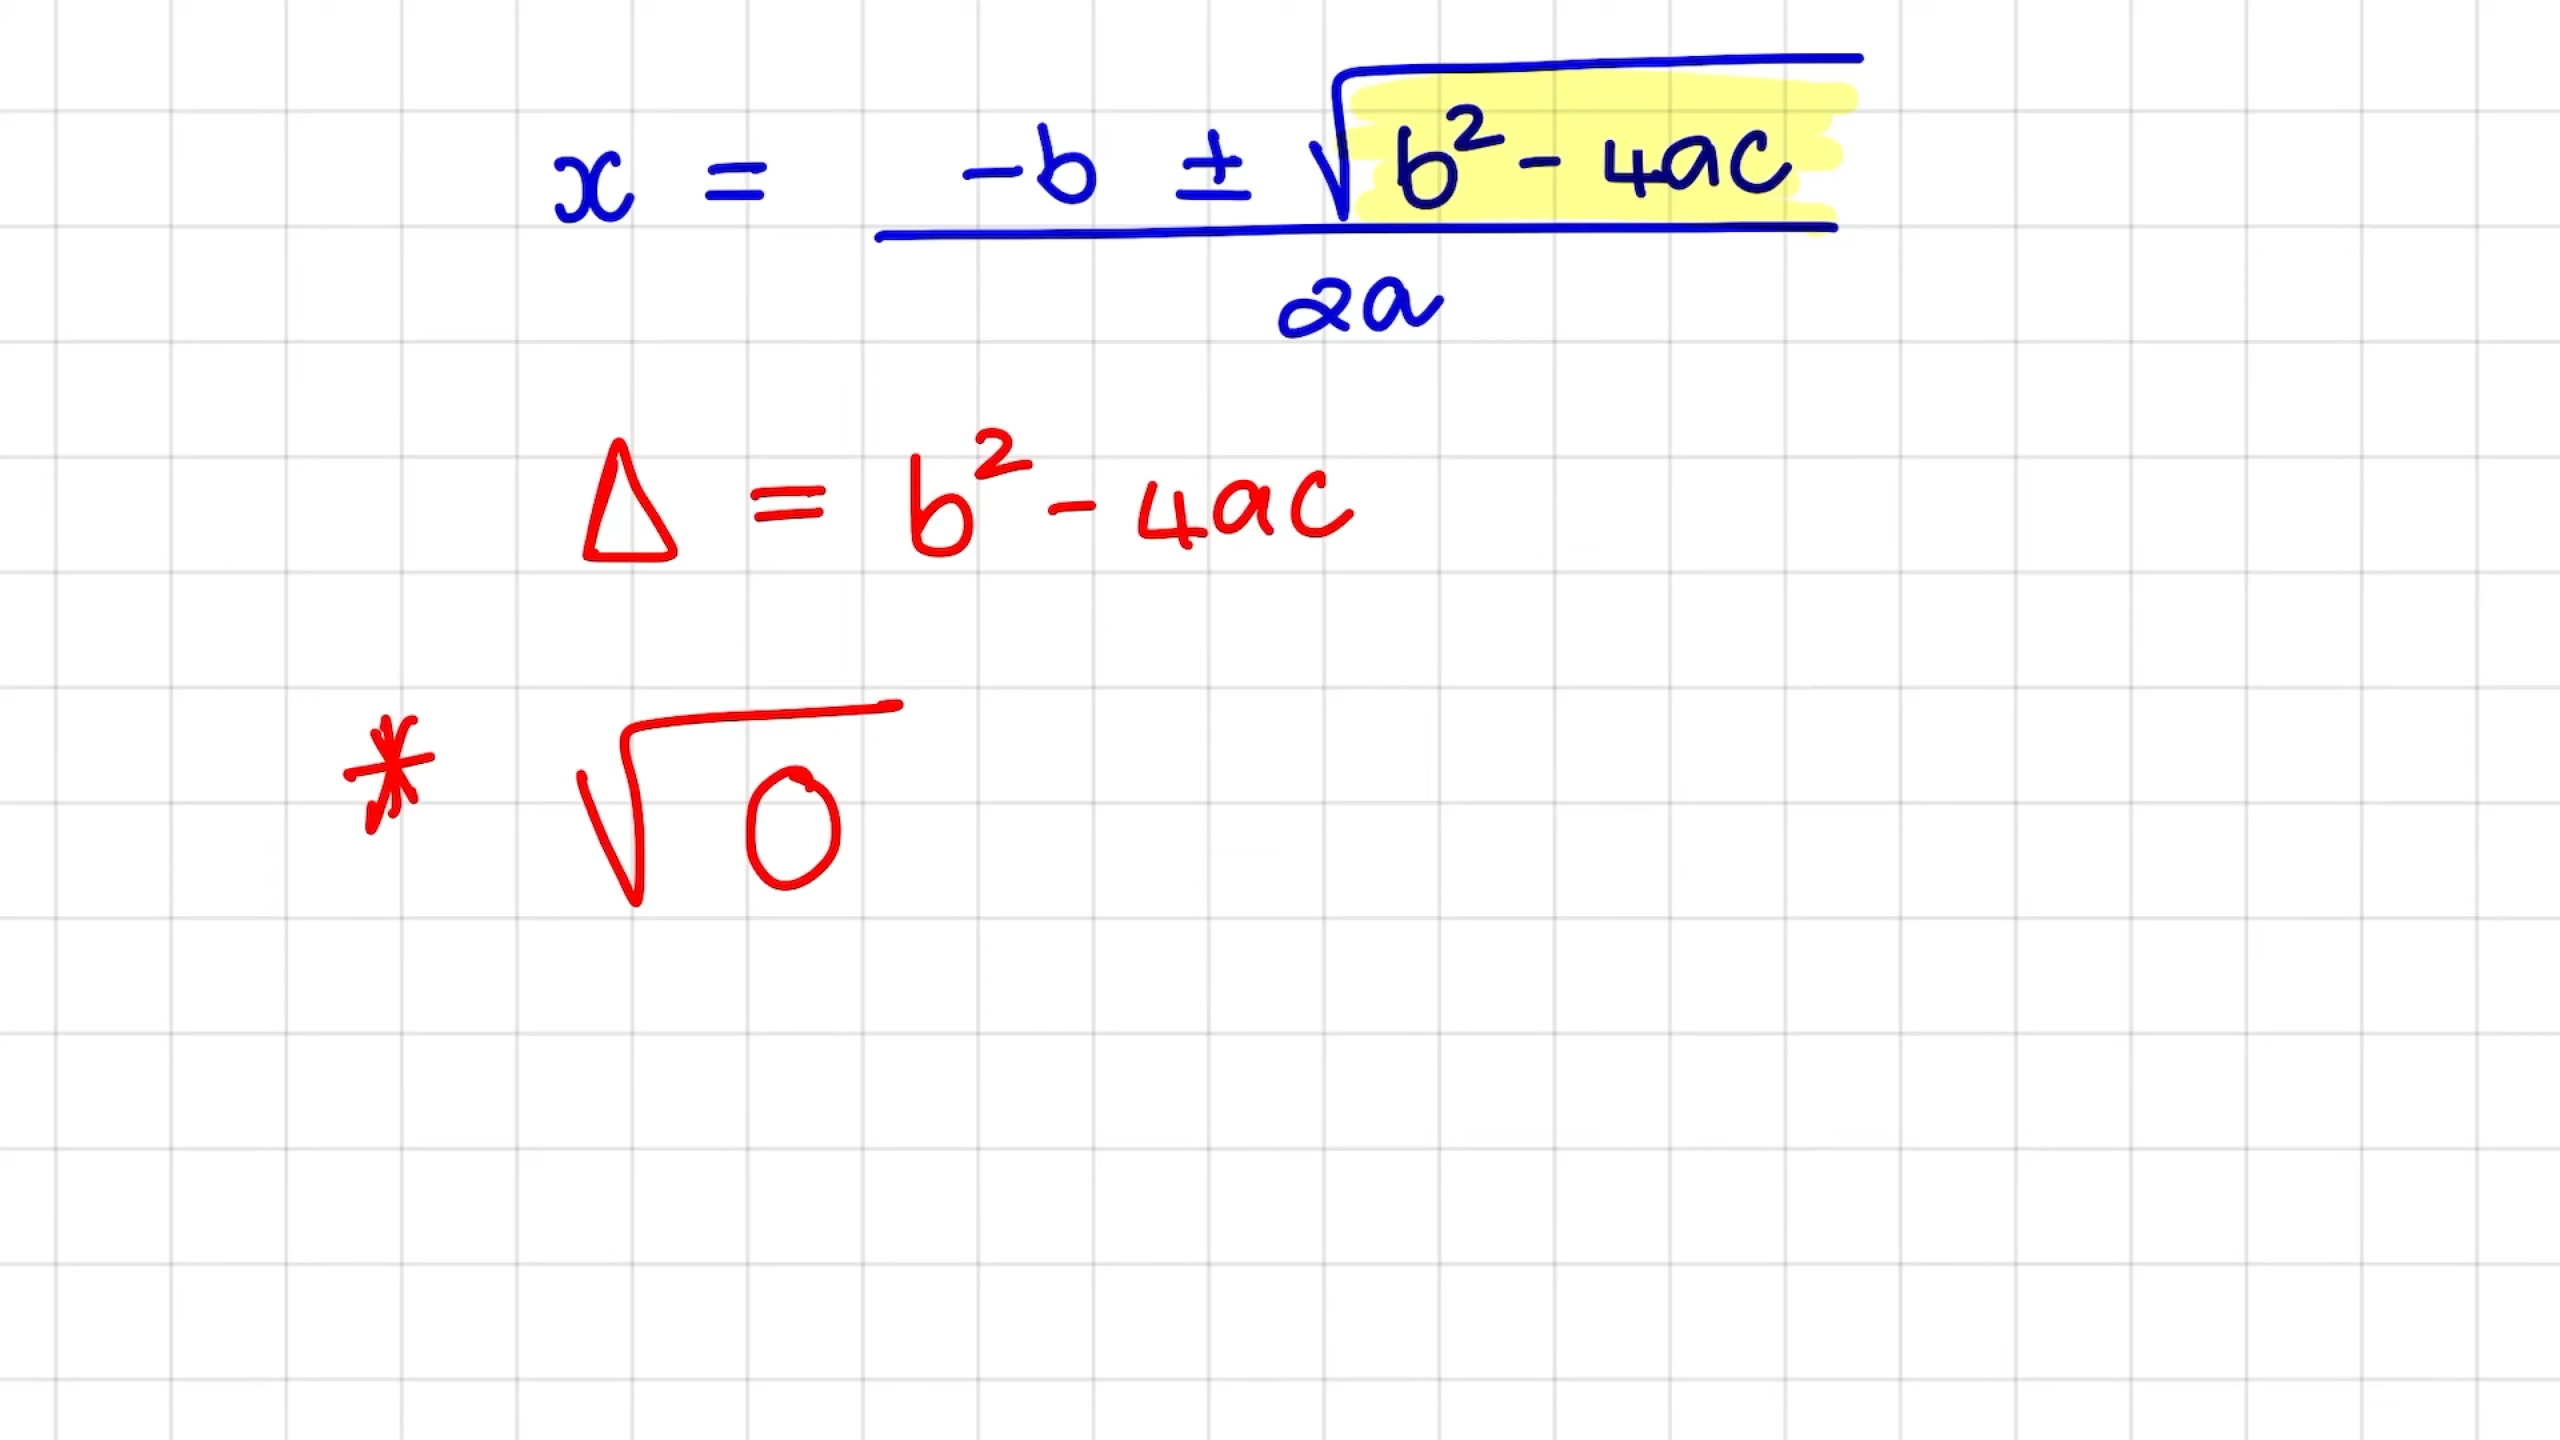 x = -b ± √b² - 4ac
2a
Δ = b² - 4ac
* √0